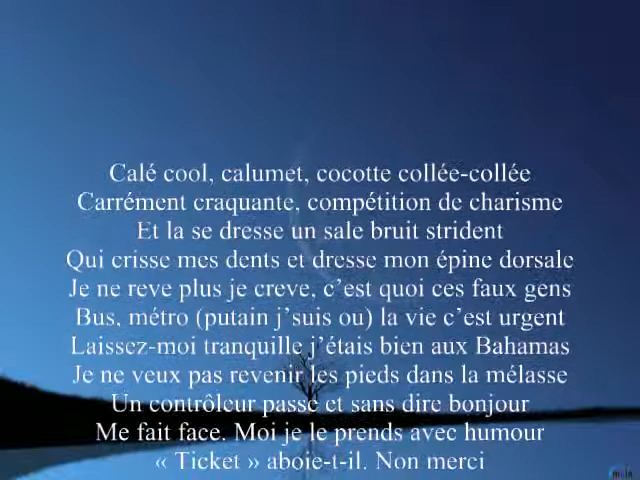 Calé cool, calumet, cocotte collée-collée
Carrément craquante, compétition de charisme
Et la se dresse un sale bruit strident
Qui crisse mes dents et dresse mon épine dorsale
Je ne reve plus je creve, c’est quoi ces faux gens
Bus, métro (putain j’suis ou) la vie c’est urgent
Laissez-moi tranquille j’étais bien aux Bahamas
Je ne veux pas revenir les pieds dans la mélasse
Un contrôleur passe et sans dire bonjour
Me fait face. Moi je le prends avec humour
« Ticket » aboie-t-il. Non merci